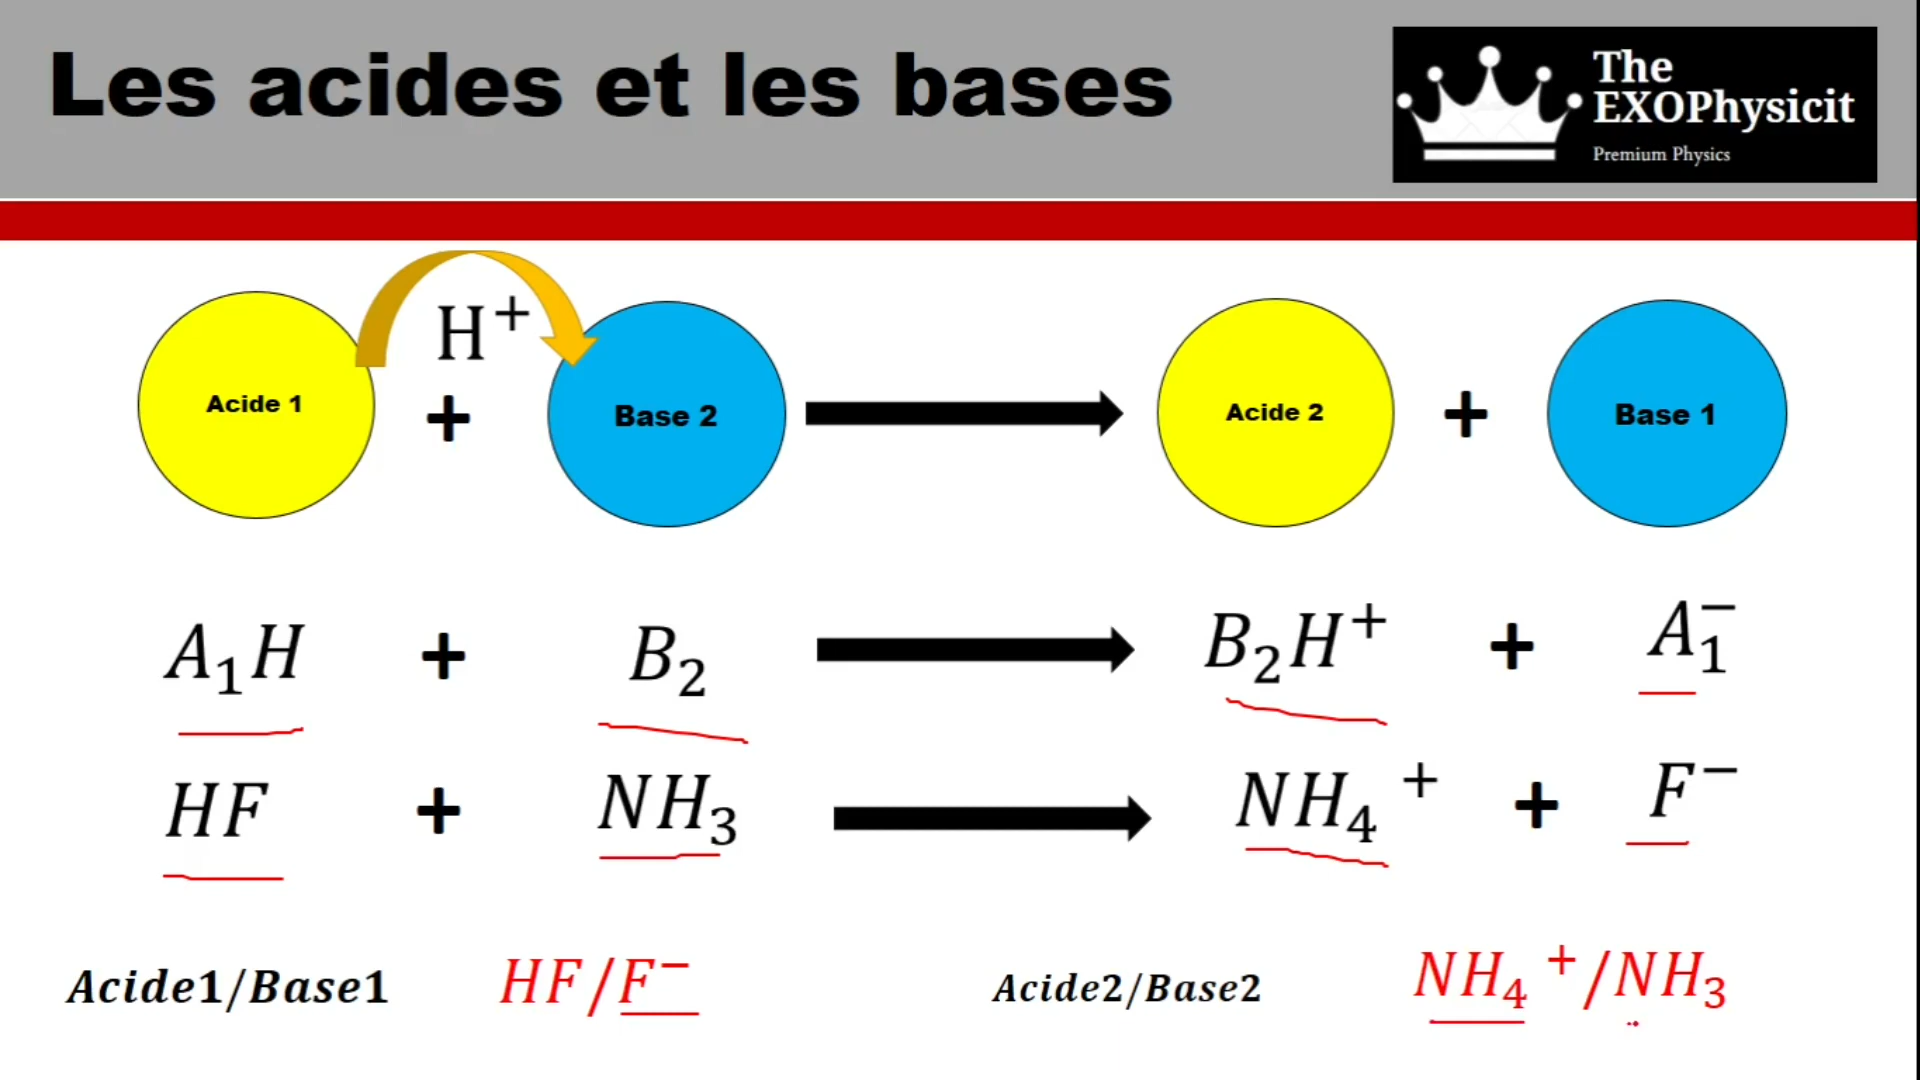 Les acides et les bases
The
EXOPhysicit
Premium Physics
H⁺
Acide 1 + Base 2 Acide 2 + Base 1
A₁H + B₂ B₂H⁺ + A₁⁻
HF + NH₃ NH₄⁺ + F⁻
Acide1/Base1 HF/F⁻ Acide2/Base2 NH₄⁺/NH₃